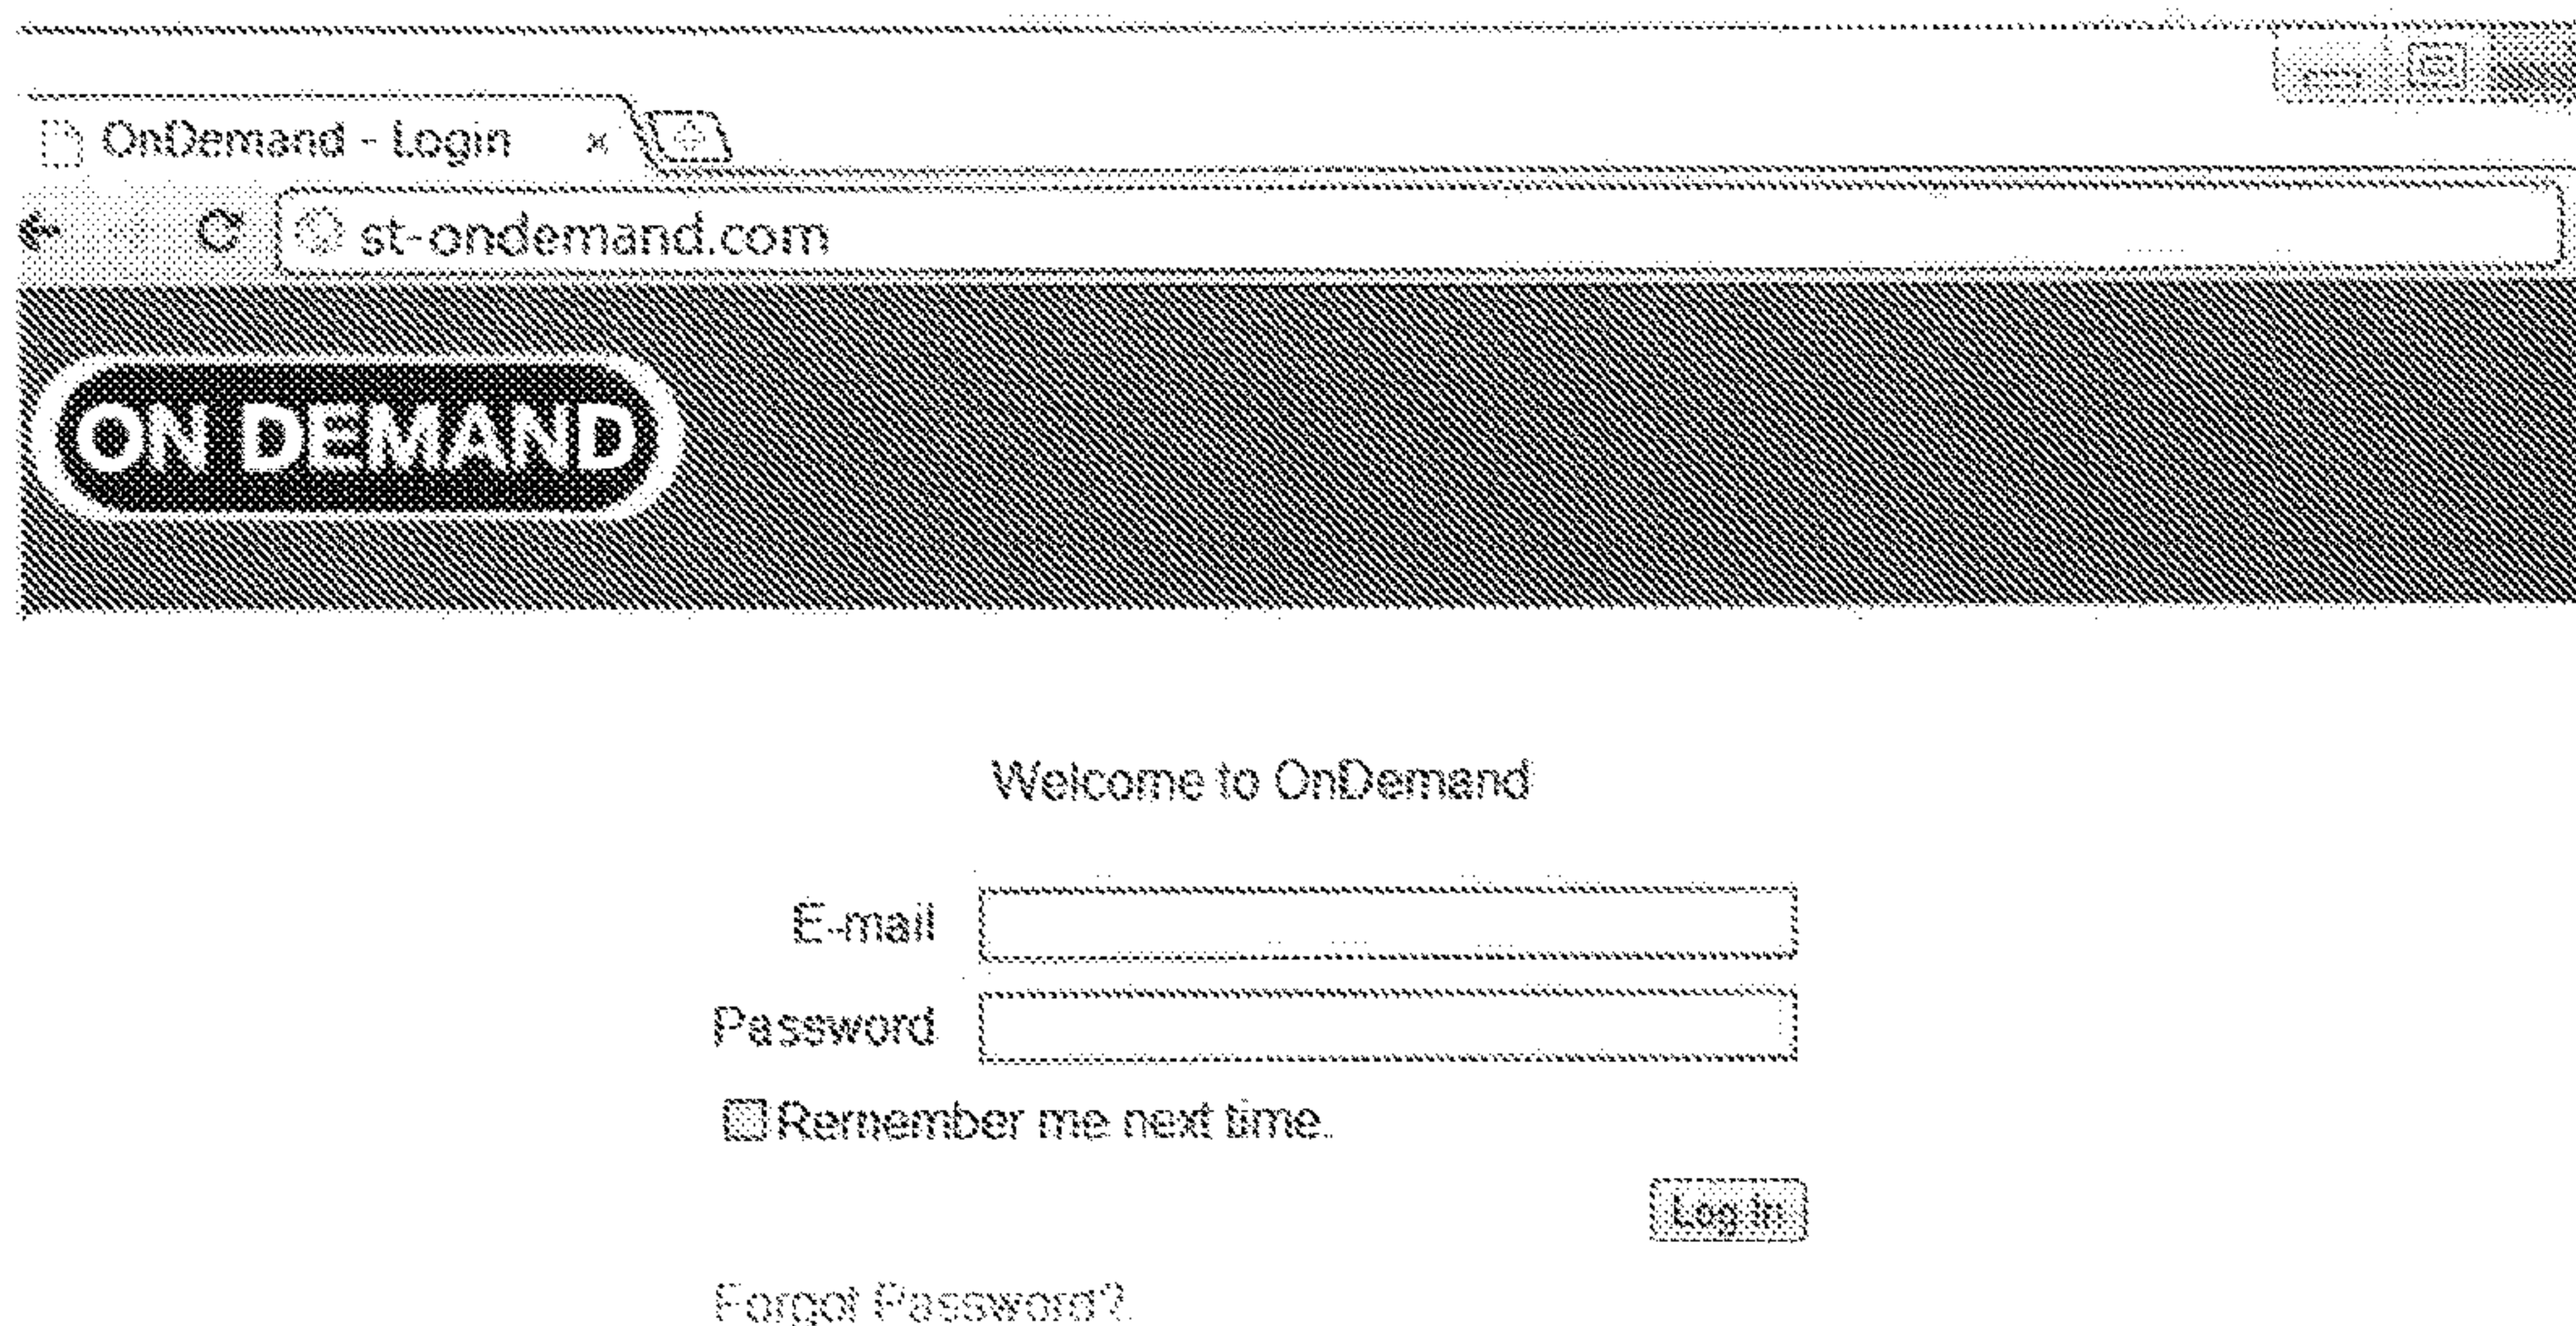 OnDemand - Login
st-ondemand.com
ON DEMAND
Welcome to OnDemand
E-mail
Password
Remember me next time.
Log In
Forgot Password?